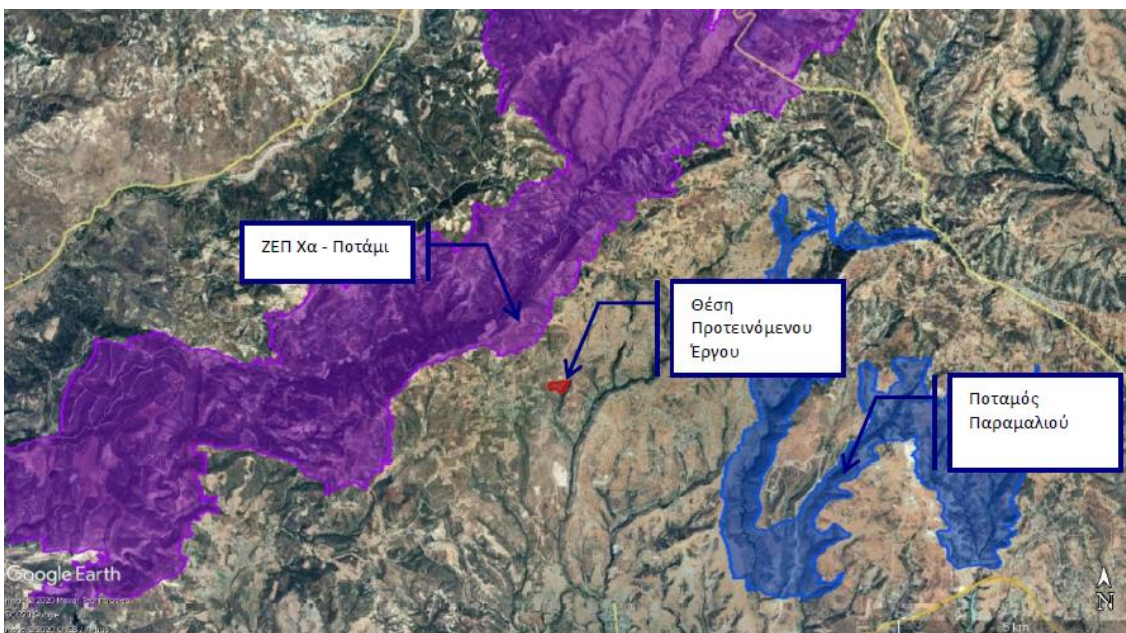 ΖΕΠ Χα - Ποτάμι
Θέση
Προτεινόμενου
Έργου
Ποταμός
Παραμαλιού
Google Earth
N
5 km